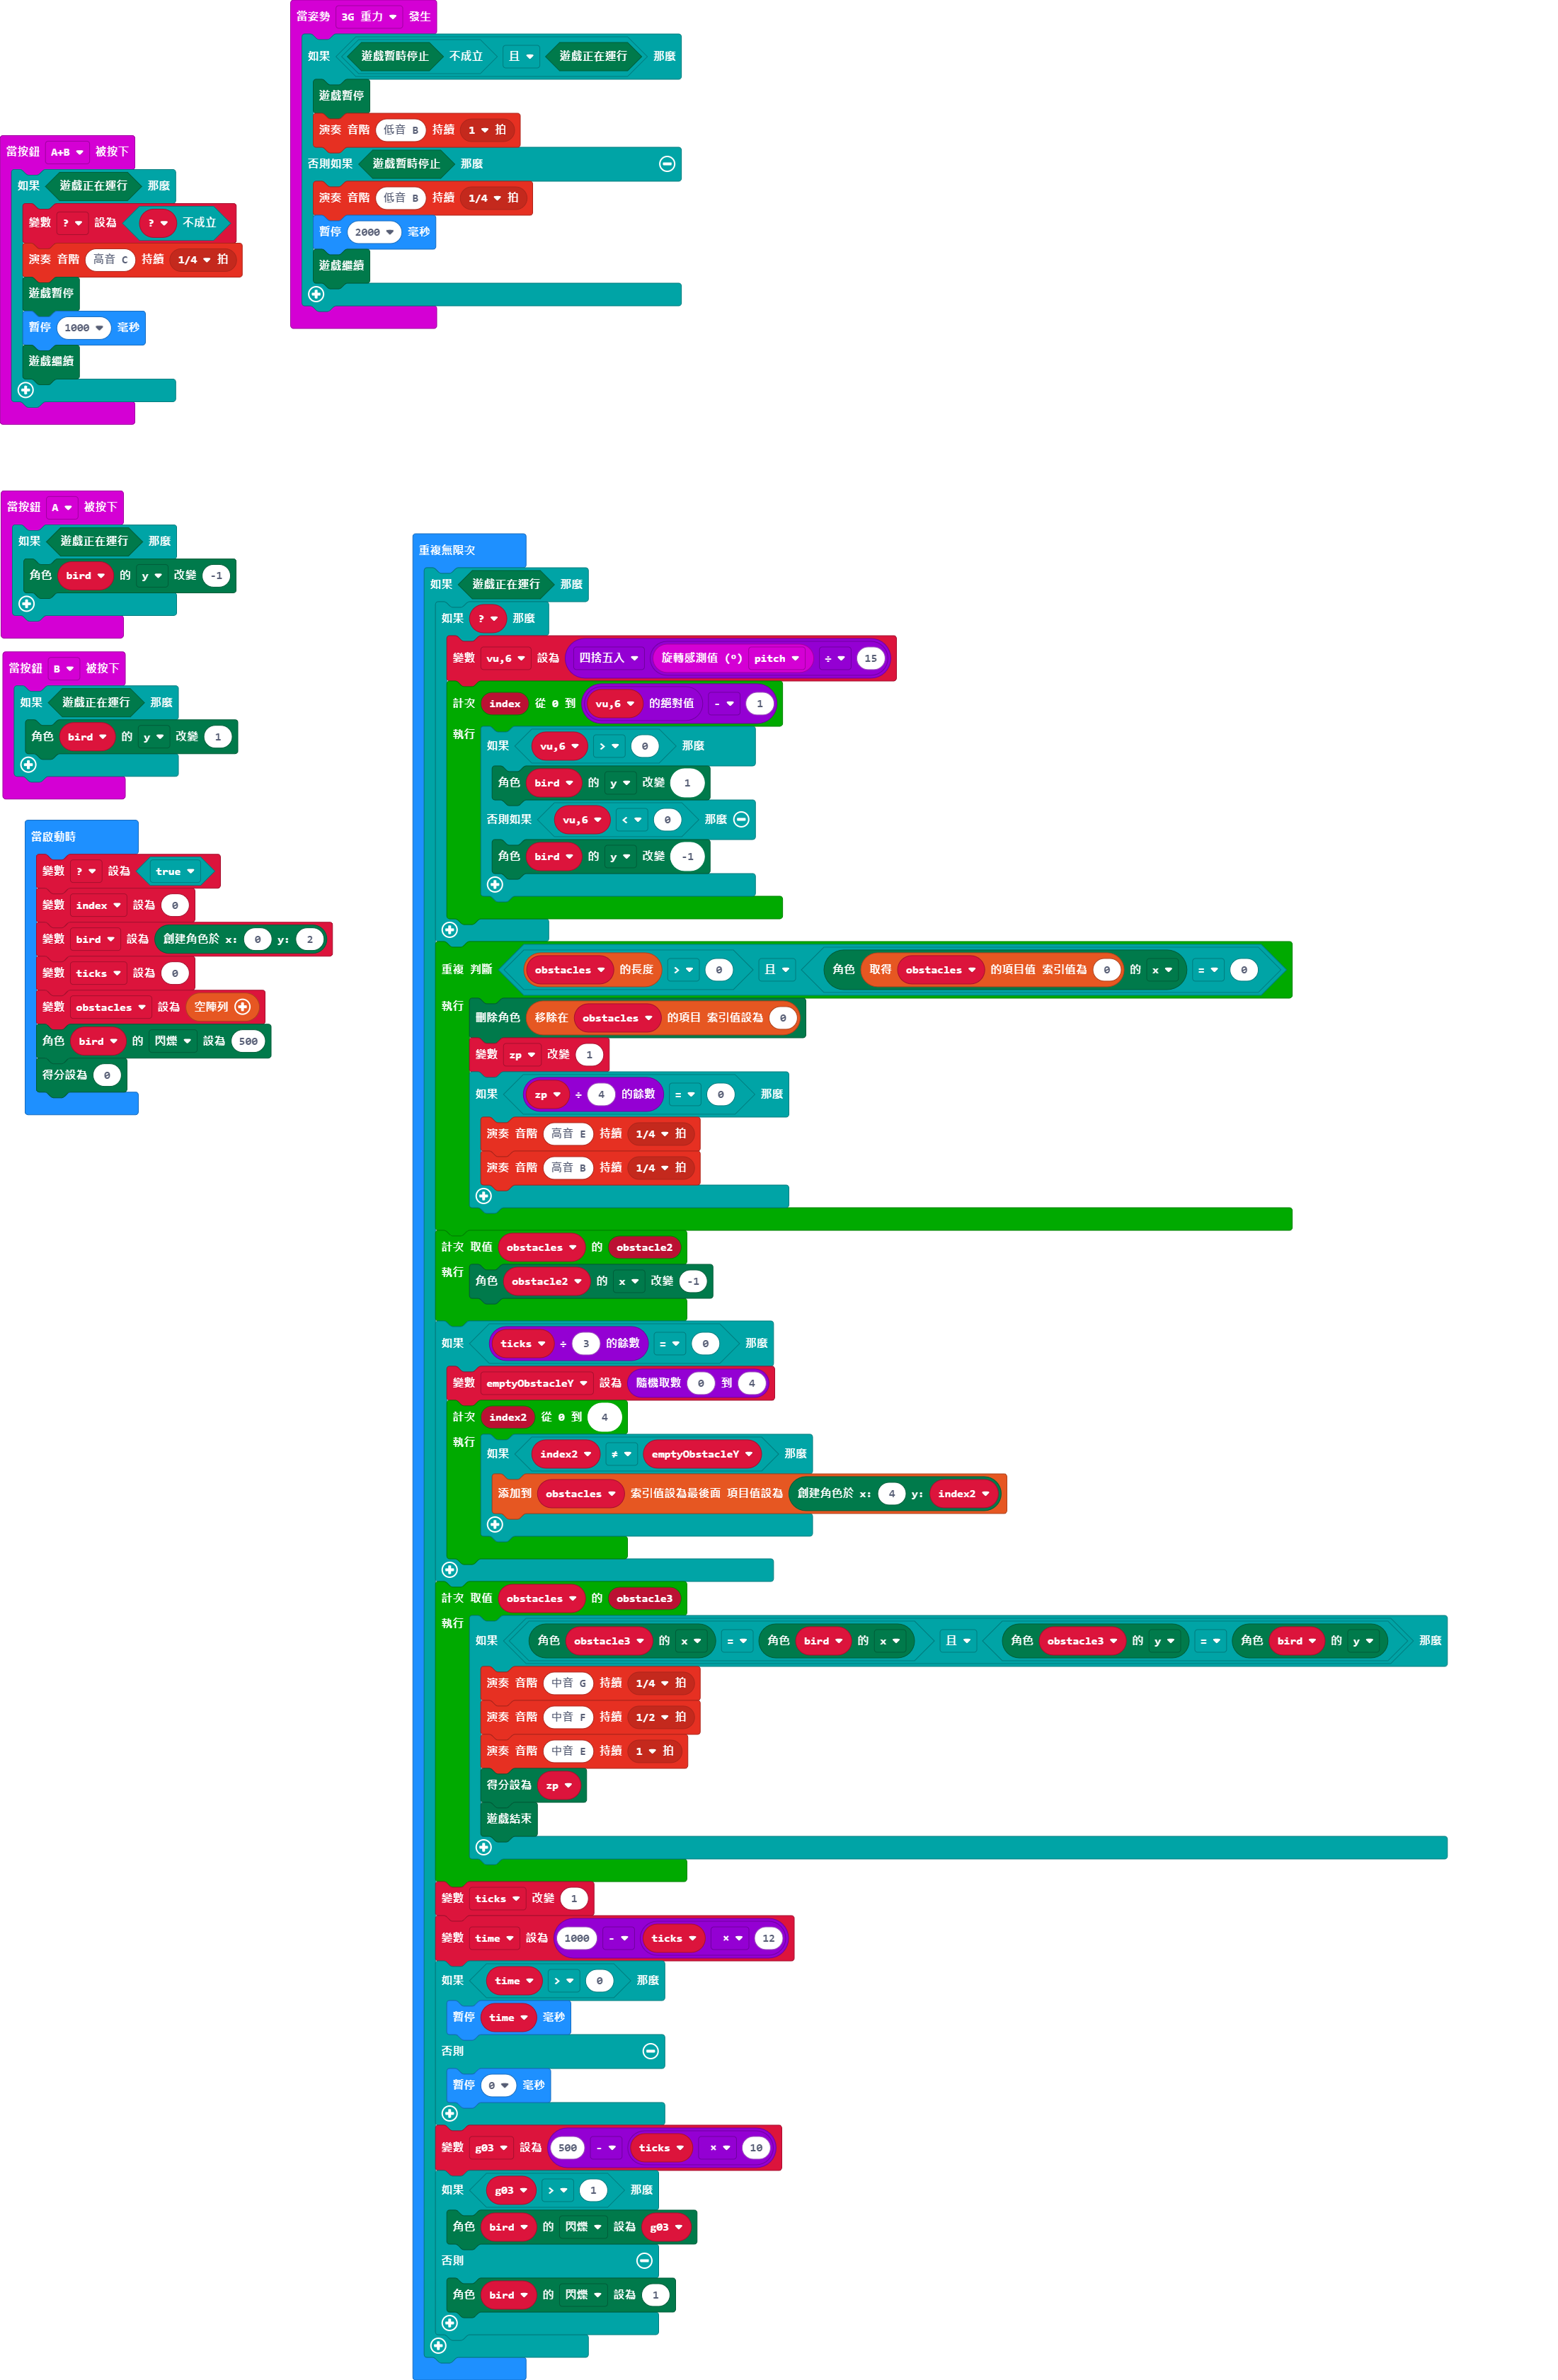 當姿勢 3G 重力 發生
如果 遊戲暫時停止 不成立 且 遊戲正在運行 那麼
遊戲暫停
演奏 音階 低音 B 持續 1 拍
否則如果 遊戲暫時停止 那麼
演奏 音階 低音 B 持續 1/4 拍
暫停 2000 毫秒
遊戲繼續
當按鈕 A+B 被按下
如果 遊戲正在運行 那麼
變數 ? 設為 ? 不成立
演奏 音階 高音 C 持續 1/4 拍
遊戲暫停
暫停 1000 毫秒
遊戲繼續
當按鈕 A 被按下
如果 遊戲正在運行 那麼
角色 bird 的 y 改變 -1
當按鈕 B 被按下
如果 遊戲正在運行 那麼
角色 bird 的 y 改變 1
當啟動時
變數 ? 設為 true
變數 index 設為 0
變數 bird 設為 創建角色於 x: 0 y: 2
變數 ticks 設為 0
變數 obstacles 設為 空陣列
角色 bird 的 閃爍 設為 500
得分設為 0
重複無限次
如果 遊戲正在運行 那麼
如果 ? 那麼
變數 vu,6 設為 四捨五入 旋轉感測值 (º) pitch ÷ 15
計次 index 從 0 到 vu,6 的絕對值 - 1
執行
如果 vu,6 > 0 那麼
角色 bird 的 y 改變 1
否則如果 vu,6 < 0 那麼
角色 bird 的 y 改變 -1
重複 判斷 obstacles 的長度 > 0 且 角色 取得 obstacles 的項目值 索引值為 0 的 x = 0
執行
刪除角色 移除在 obstacles 的項目 索引值設為 0
變數 zp 改變 1
如果 zp ÷ 4 的餘數 = 0 那麼
演奏 音階 高音 E 持續 1/4 拍
演奏 音階 高音 B 持續 1/4 拍
計次 取值 obstacles 的 obstacle2
執行
角色 obstacle2 的 x 改變 -1
如果 ticks ÷ 3 的餘數 = 0 那麼
變數 emptyObstacleY 設為 隨機取數 0 到 4
計次 index2 從 0 到 4
執行
如果 index2 ≠ emptyObstacleY 那麼
添加到 obstacles 索引值設為最後面 項目值設為 創建角色於 x: 4 y: index2
計次 取值 obstacles 的 obstacle3
執行
如果 角色 obstacle3 的 x = 角色 bird 的 x 且 角色 obstacle3 的 y = 角色 bird 的 y 那麼
演奏 音階 中音 G 持續 1/4 拍
演奏 音階 中音 F 持續 1/2 拍
演奏 音階 中音 E 持續 1 拍
得分設為 zp
遊戲結束
變數 ticks 改變 1
變數 time 設為 1000 - ticks × 12
如果 time > 0 那麼
暫停 time 毫秒
否則
暫停 0 毫秒
變數 g03 設為 500 - ticks × 10
如果 g03 > 1 那麼
角色 bird 的 閃爍 設為 g03
否則
角色 bird 的 閃爍 設為 1